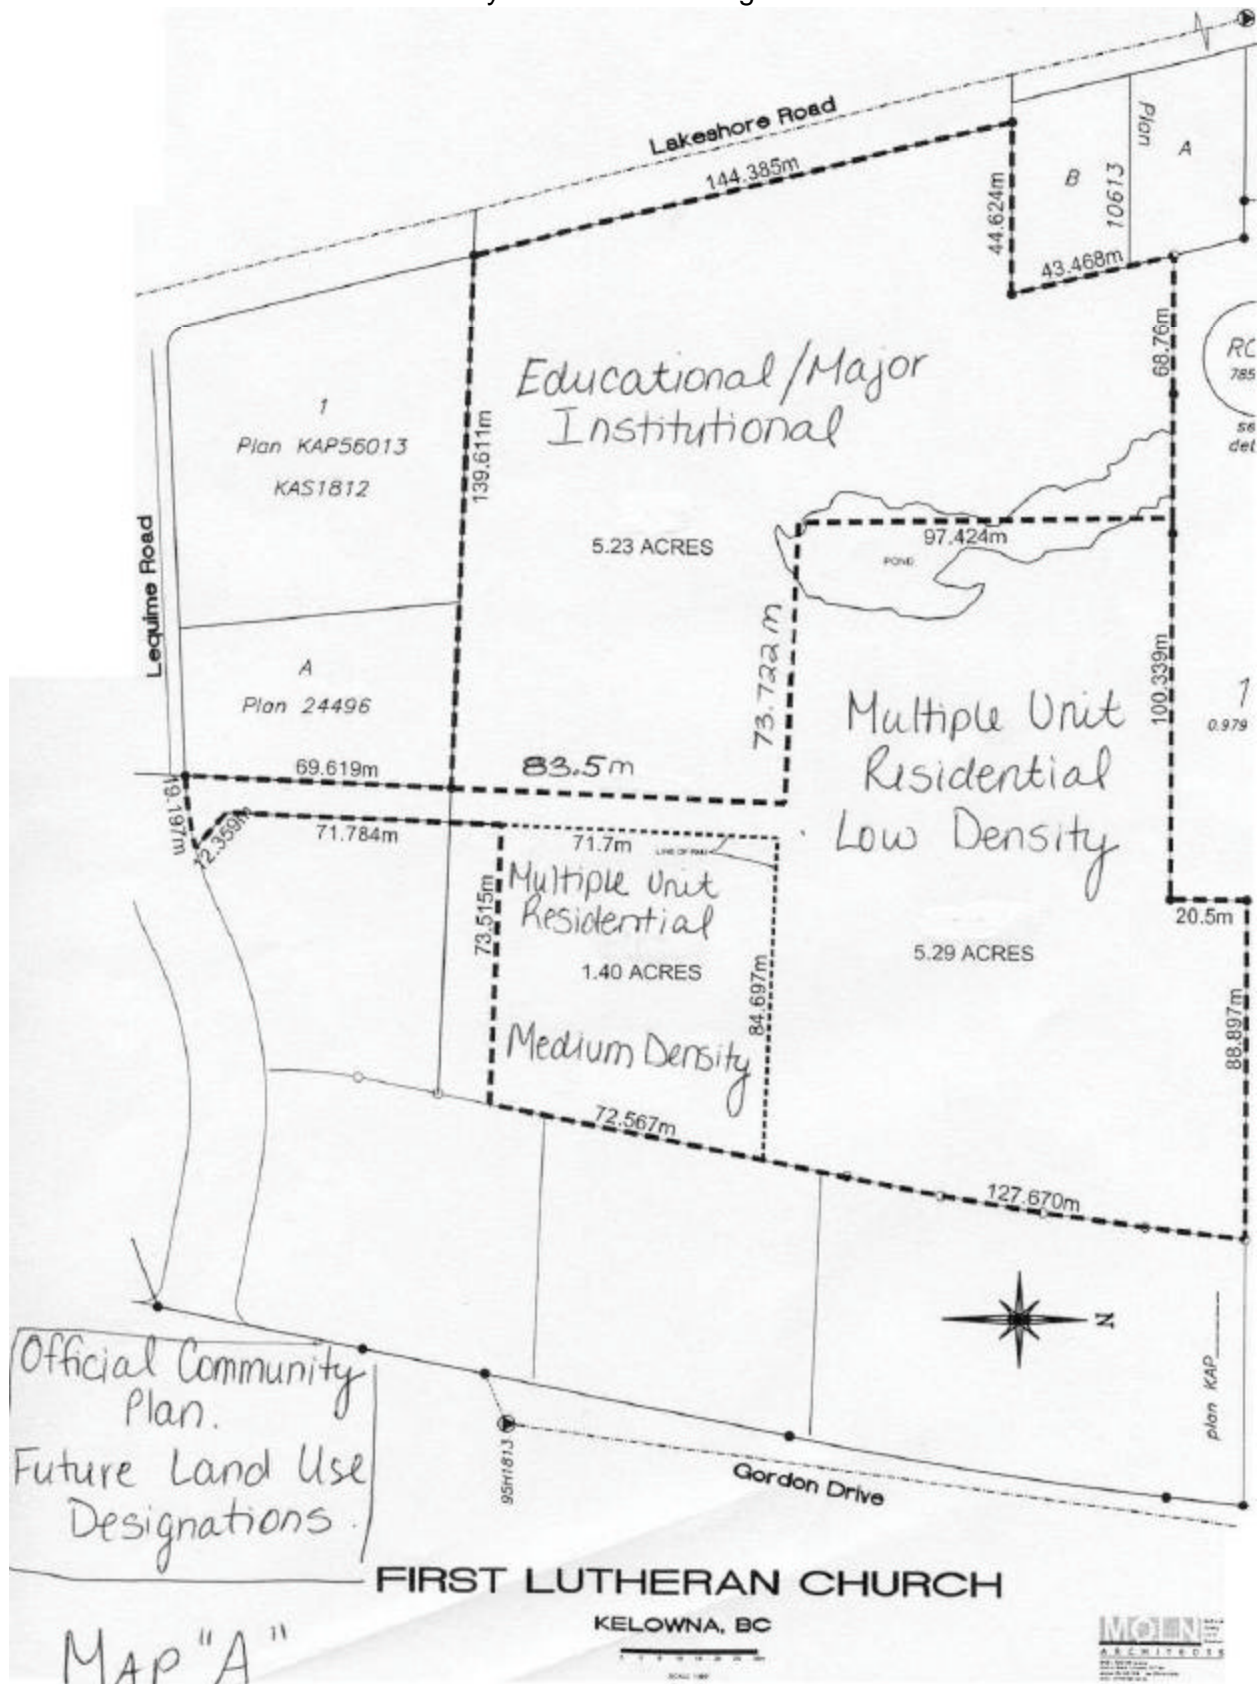 Lakeshore Road
144.385m
44.624m
B
Plan
10613
A
43.468m
68.76m
RC
785
se
det
Educational/Major
Institutional
1
Plan KAP56013
KAS1812
139.611m
Lequime Road
5.23 ACRES
97.424m
POND
73.722m
100.339m
1
0.979
A
Plan 24496
Multiple Unit
Residential
Low Density
69.619m
83.5m
19.197m
12.359m
71.784m
71.7m
Multiple Unit
Residential
1.40 ACRES
Medium Density
73.515m
84.697m
20.5m
5.29 ACRES
88.897m
72.567m
127.670m
N
plan KAP
Official Community
Plan.
Future Land Use
Designations.
95H1813
Gordon Drive
FIRST LUTHERAN CHURCH
KELOWNA, BC
MAP "A"
ARCHITECTS